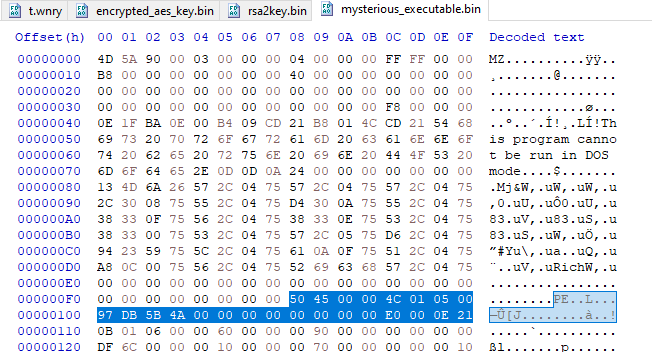 t.wnry encrypted_aes_key.bin rsa2key.bin mysterious_executable.bin
Offset(h) 00 01 02 03 04 05 06 07 08 09 0A 0B 0C 0D 0E 0F Decoded text
00000000 4D 5A 90 00 03 00 00 00 04 00 00 00 FF FF 00 00 MZ..........ÿÿ..
00000010 B8 00 00 00 00 00 00 00 40 00 00 00 00 00 00 00 ¸.......@.......
00000020 00 00 00 00 00 00 00 00 00 00 00 00 00 00 00 00 ................
00000030 00 00 00 00 00 00 00 00 00 00 00 00 F8 00 00 00 ............ø...
00000040 0E 1F BA 0E 00 B4 09 CD 21 B8 01 4C CD 21 54 68 ..º..´.Í!¸.LÍ!Th
00000050 69 73 20 70 72 6F 67 72 61 6D 20 63 61 6E 6E 6F is program canno
00000060 74 20 62 65 20 72 75 6E 20 69 6E 20 44 4F 53 20 t be run in DOS
00000070 6D 6F 64 65 2E 0D 0D 0A 24 00 00 00 00 00 00 00 mode....$.......
00000080 13 4D 6A 26 57 2C 04 75 57 2C 04 75 57 2C 04 75 .Mj&W,.uW,.uW,.u
00000090 2C 30 08 75 55 2C 04 75 D4 30 0A 75 55 2C 04 75 ,0.uU,.uÔ0.uU,.u
000000A0 38 33 0F 75 56 2C 04 75 38 33 0E 75 53 2C 04 75 83.uV,.u83.uS,.u
000000B0 38 33 00 75 53 2C 04 75 57 2C 05 75 D6 2C 04 75 83.uS,.uW,.uÖ,.u
000000C0 94 23 59 75 5C 2C 04 75 61 0A 0F 75 51 2C 04 75 ”#Yu\,.ua..uQ,.u
000000D0 A8 0C 00 75 56 2C 04 75 52 66 63 68 57 2C 04 75 ¨..uV,.uRichW,.u
000000E0 00 00 00 00 00 00 00 00 00 00 00 00 00 00 00 00 ................
000000F0 00 00 00 00 00 00 00 00 50 45 00 00 4C 01 05 00 ........PE..L...
00000100 97 DB 5B 4A 00 00 00 00 00 00 00 00 E0 00 0E 21 —Û[J........à..!
00000110 0B 01 06 00 00 60 00 00 00 90 00 00 00 00 00 00 .....`..........
00000120 DF 6C 00 00 00 10 00 00 00 70 00 00 00 00 00 10 ßl.......p......